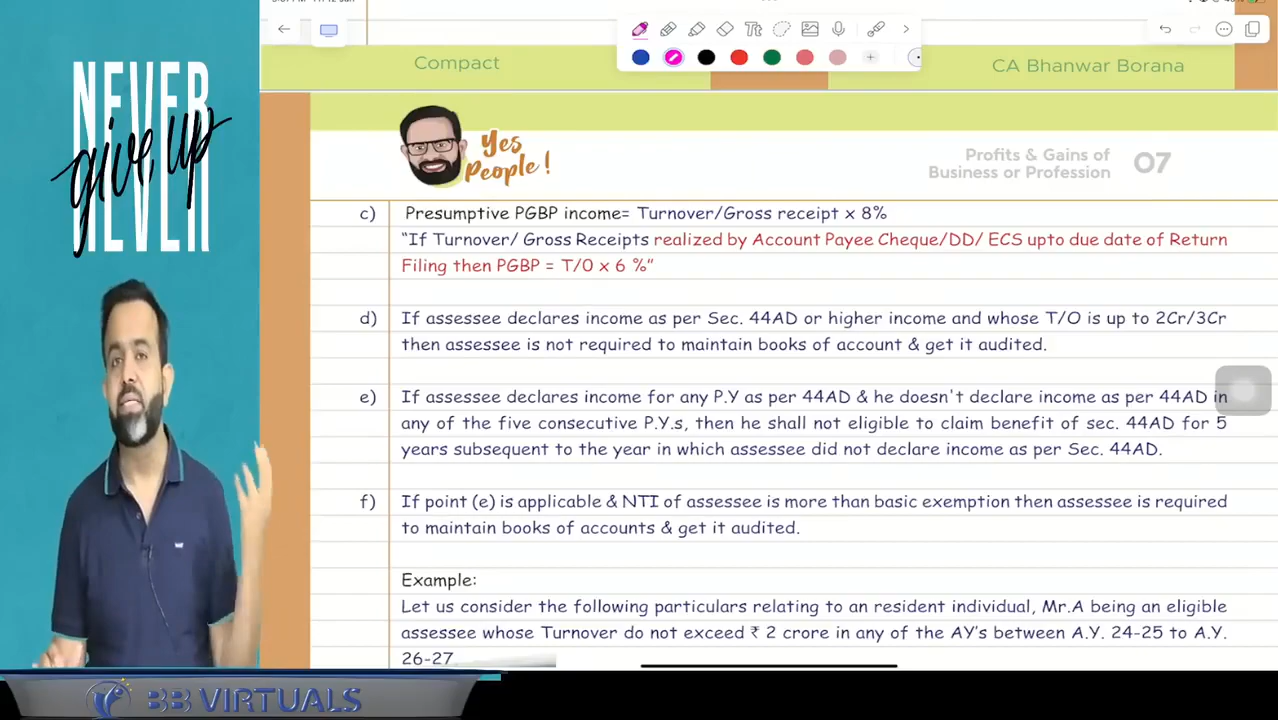 Compact
CA Bhanwar Borana
NEVER
give up
NEVER
Yes
People !
Profits & Gains of
Business or Profession
07
c) Presumptive PGBP income= Turnover/Gross receipt x 8%
“If Turnover/ Gross Receipts realized by Account Payee Cheque/DD/ ECS upto due date of Return
Filing then PGBP = T/O x 6 %”
d) If assessee declares income as per Sec. 44AD or higher income and whose T/O is up to 2Cr/3Cr
then assessee is not required to maintain books of account & get it audited.
e) If assessee declares income for any P.Y as per 44AD & he doesn't declare income as per 44AD in
any of the five consecutive P.Y.s, then he shall not eligible to claim benefit of sec. 44AD for 5
years subsequent to the year in which assessee did not declare income as per Sec. 44AD.
f) If point (e) is applicable & NTI of assessee is more than basic exemption then assessee is required
to maintain books of accounts & get it audited.
Example:
Let us consider the following particulars relating to an resident individual, Mr.A being an eligible
assessee whose Turnover do not exceed ₹ 2 crore in any of the AY's between A.Y. 24-25 to A.Y.
26-27
BB VIRTUALS